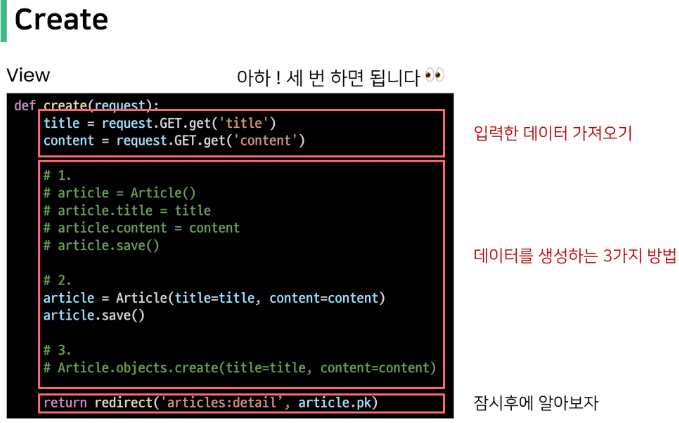 Create
View
아하 ! 세 번 하면 됩니다 👀
def create(request):
title = request.GET.get('title')
content = request.GET.get('content')
입력한 데이터 가져오기
# 1.
# article = Article()
# article.title = title
# article.content = content
# article.save()
데이터를 생성하는 3가지 방법
# 2.
article = Article(title=title, content=content)
article.save()
# 3.
# Article.objects.create(title=title, content=content)
return redirect('articles:detail’, article.pk)
잠시후에 알아보자